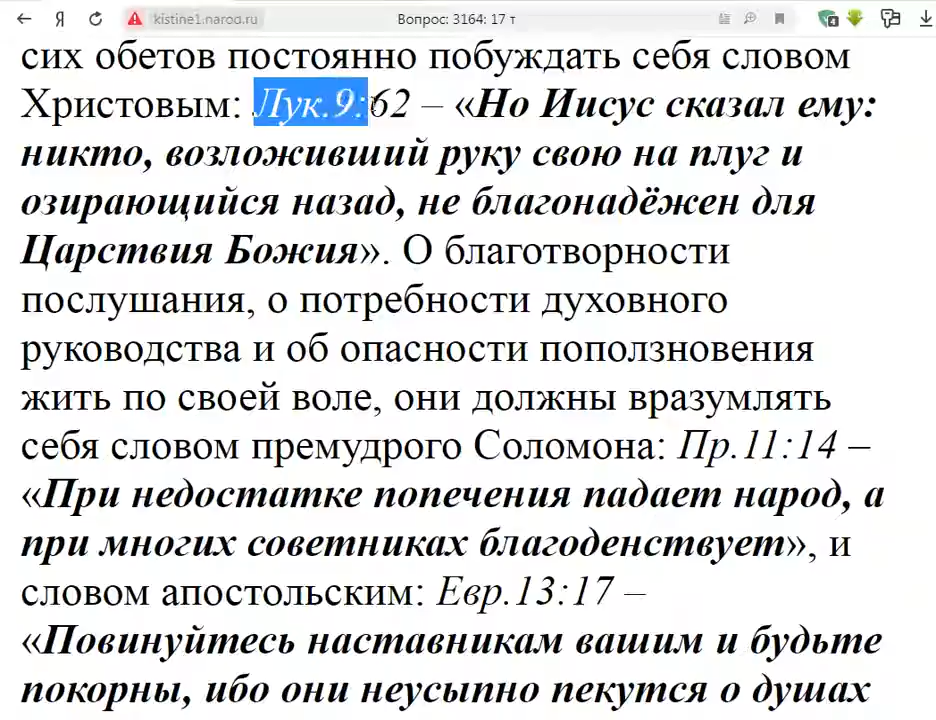 kistine1.narod.ru
Вопрос: 3164: 17 т
сих обетов постоянно побуждать себя словом
Христовым: Лук.9:62 – «Но Иисус сказал ему:
никто, возложивший руку свою на плуг и
озирающийся назад, не благонадёжен для
Царствия Божия». О благотворности
послушания, о потребности духовного
руководства и об опасности поползновения
жить по своей воле, они должны вразумлять
себя словом премудрого Соломона: Пр.11:14 –
«При недостатке попечения падает народ, а
при многих советниках благоденствует», и
словом апостольским: Евр.13:17 –
«Повинуйтесь наставникам вашим и будьте
покорны, ибо они неусыпно пекутся о душах